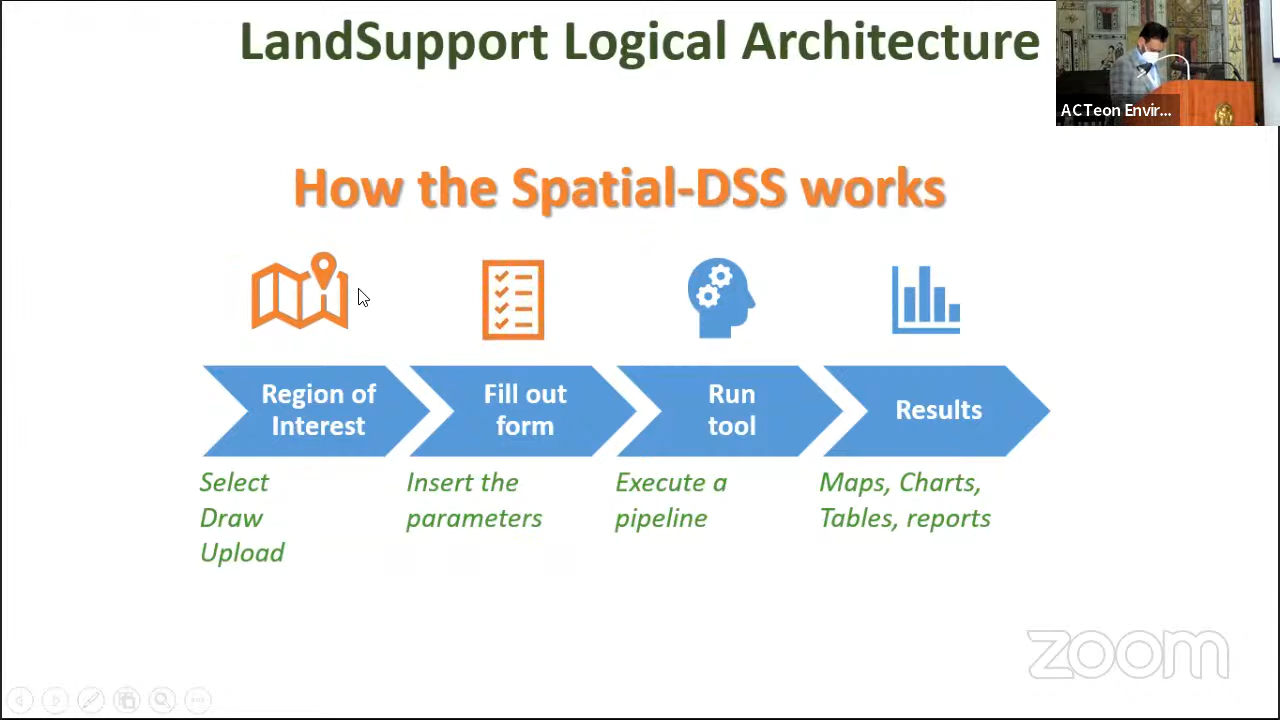 LandSupport Logical Architecture
ACTeon Envir...
How the Spatial-DSS works
Region of
Interest
Fill out
form
Run
tool
Results
Select
Draw
Upload
Insert the
parameters
Execute a
pipeline
Maps, Charts,
Tables, reports
zoom